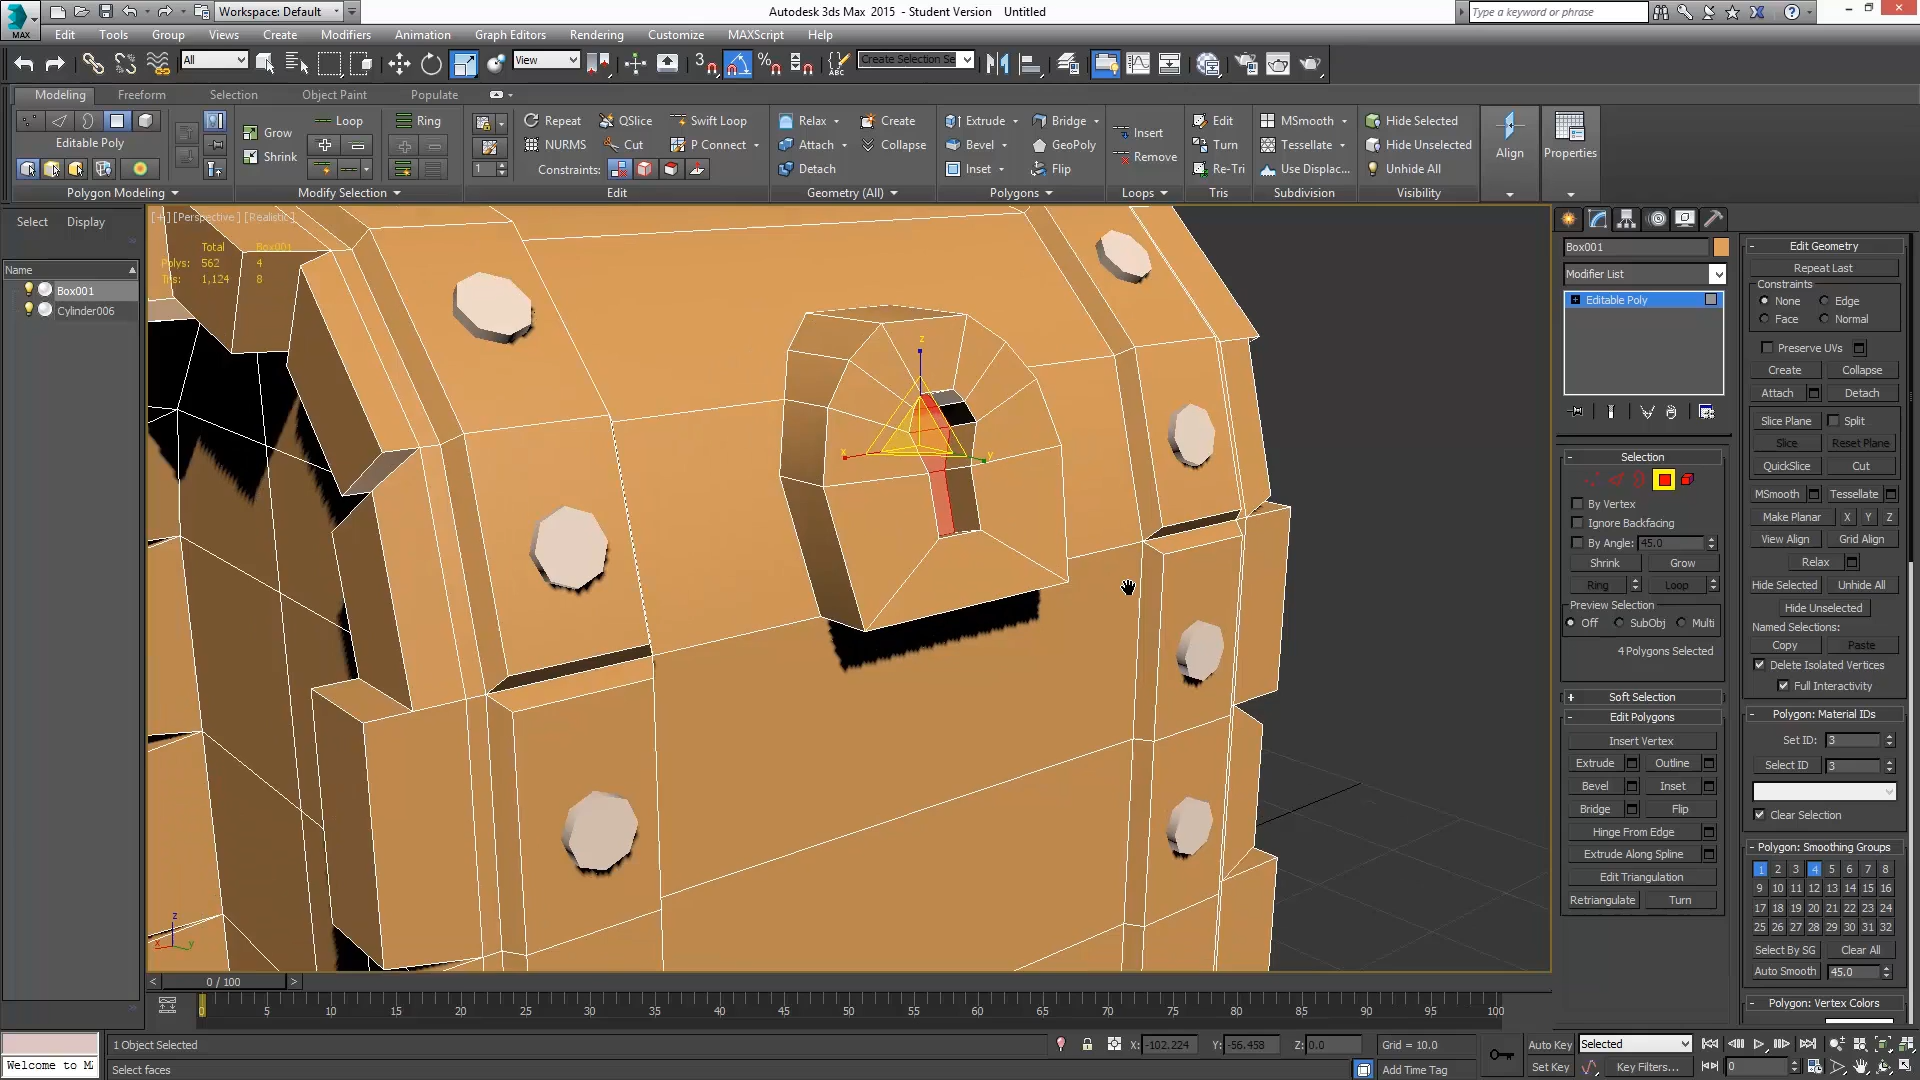 Workspace: Default
Autodesk 3ds Max 2015 - Student Version Untitled
Type a keyword or phrase
MAX
Edit Tools Group Views Create Modifiers Animation Graph Editors Rendering Customize MAXScript Help
All
View
3
ABC
Create Selection Se
Modeling Freeform Selection Object Paint Populate
Editable Poly
Polygon Modeling
Grow
Shrink
Loop
Ring
Modify Selection
1
Repeat QSlice Swift Loop
NURMS Cut P Connect
Constraints:
Edit
Relax Create
Attach Collapse
Detach
Geometry (All)
Extrude Bridge
Bevel GeoPoly
Inset Flip
Polygons
Insert
Remove
Loops
Edit
Turn
Re-Tri
Tris
MSmooth
Tessellate
Use Displac...
Subdivision
Hide Selected
Hide Unselected
Unhide All
Visibility
Align
Properties
Select Display
Name
Box001
Cylinder006
[+] [Perspective] [Realistic]
Total Box001
Polys: 562 4
Tris: 1,124 8
z
x
y
z
x
y
Box001
Modifier List
Editable Poly
Selection
By Vertex
Ignore Backfacing
By Angle: 45.0
Shrink Grow
Ring Loop
Preview Selection
Off SubObj Multi
4 Polygons Selected
Soft Selection
Edit Polygons
Insert Vertex
Extrude Outline
Bevel Inset
Bridge Flip
Hinge From Edge
Extrude Along Spline
Edit Triangulation
Retriangulate Turn
Edit Geometry
Repeat Last
Constraints
None Edge
Face Normal
Preserve UVs
Create Collapse
Attach Detach
Slice Plane Split
Slice Reset Plane
QuickSlice Cut
MSmooth Tessellate
Make Planar X Y Z
View Align Grid Align
Relax
Hide Selected Unhide All
Hide Unselected
Named Selections:
Copy Paste
Delete Isolated Vertices
Full Interactivity
Polygon: Material IDs
Set ID: 3
Select ID 3
Clear Selection
Polygon: Smoothing Groups
1 2 3 4 5 6 7 8
9 10 11 12 13 14 15 16
17 18 19 20 21 22 23 24
25 26 27 28 29 30 31 32
Select By SG Clear All
Auto Smooth 45.0
Polygon: Vertex Colors
0 / 100
0 5 10 15 20 25 30 35 40 45 50 55 60 65 70 75 80 85 90 95 100
1 Object Selected
X: -102.224 Y: -56.458 Z: 0.0 Grid = 10.0
Auto Key Selected
Welcome to M
Select faces
Add Time Tag
Set Key Key Filters... 0